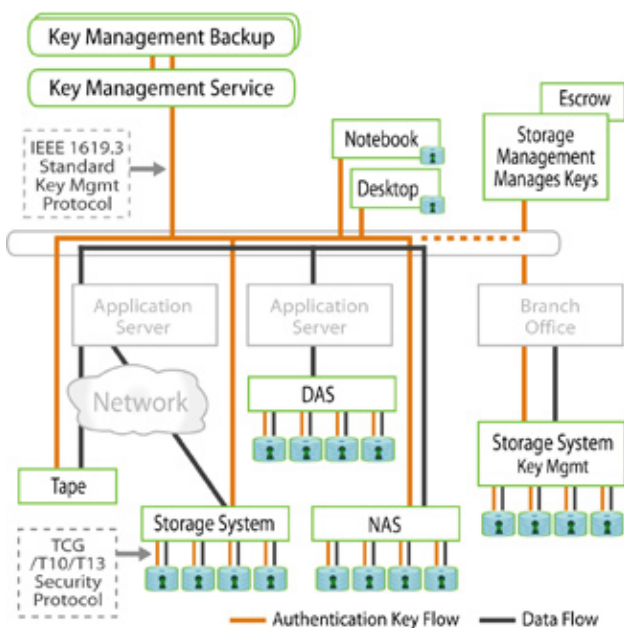 Key Management Backup
Key Management Service
Escrow
Storage
Management
Manages Keys
IEEE 1619.3
Standard
Key Mgmt
Protocol
Notebook
Desktop
Application
Server
Application
Server
Branch
Office
Network
DAS
Storage System
Key Mgmt
Tape
Storage System
NAS
TCG
/T10/T13
Security
Protocol
Authentication Key Flow
Data Flow